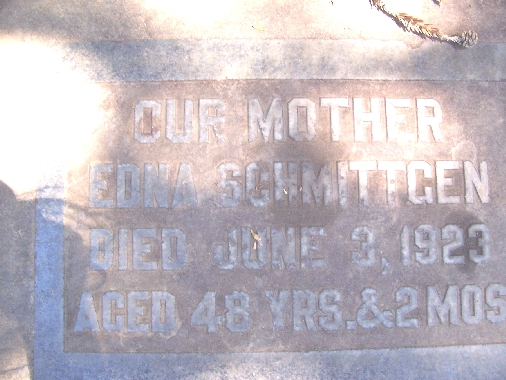 OUR MOTHER
EDNA SCHMITTGEN
DIED JUNE 3, 1923
AGED 48 YRS. & 2 MOS